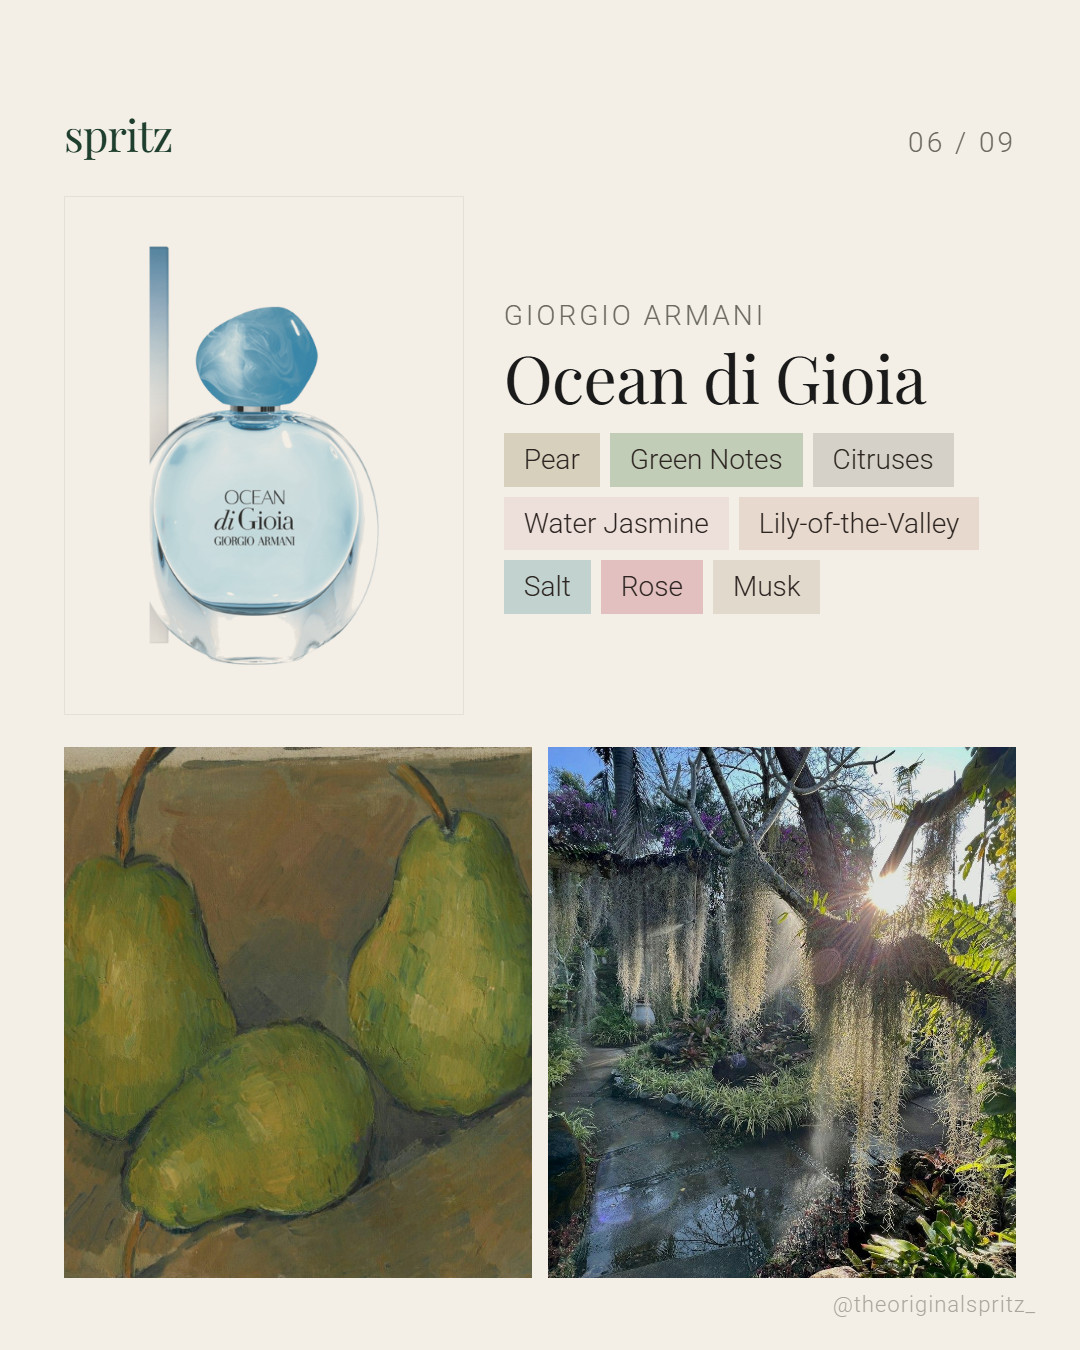 spritz
06 / 09
OCEAN
di Gioia
GIORGIO ARMANI
GIORGIO ARMANI
Ocean di Gioia
Pear Green Notes Citruses
Water Jasmine Lily-of-the-Valley
Salt Rose Musk
@theoriginalspritz_